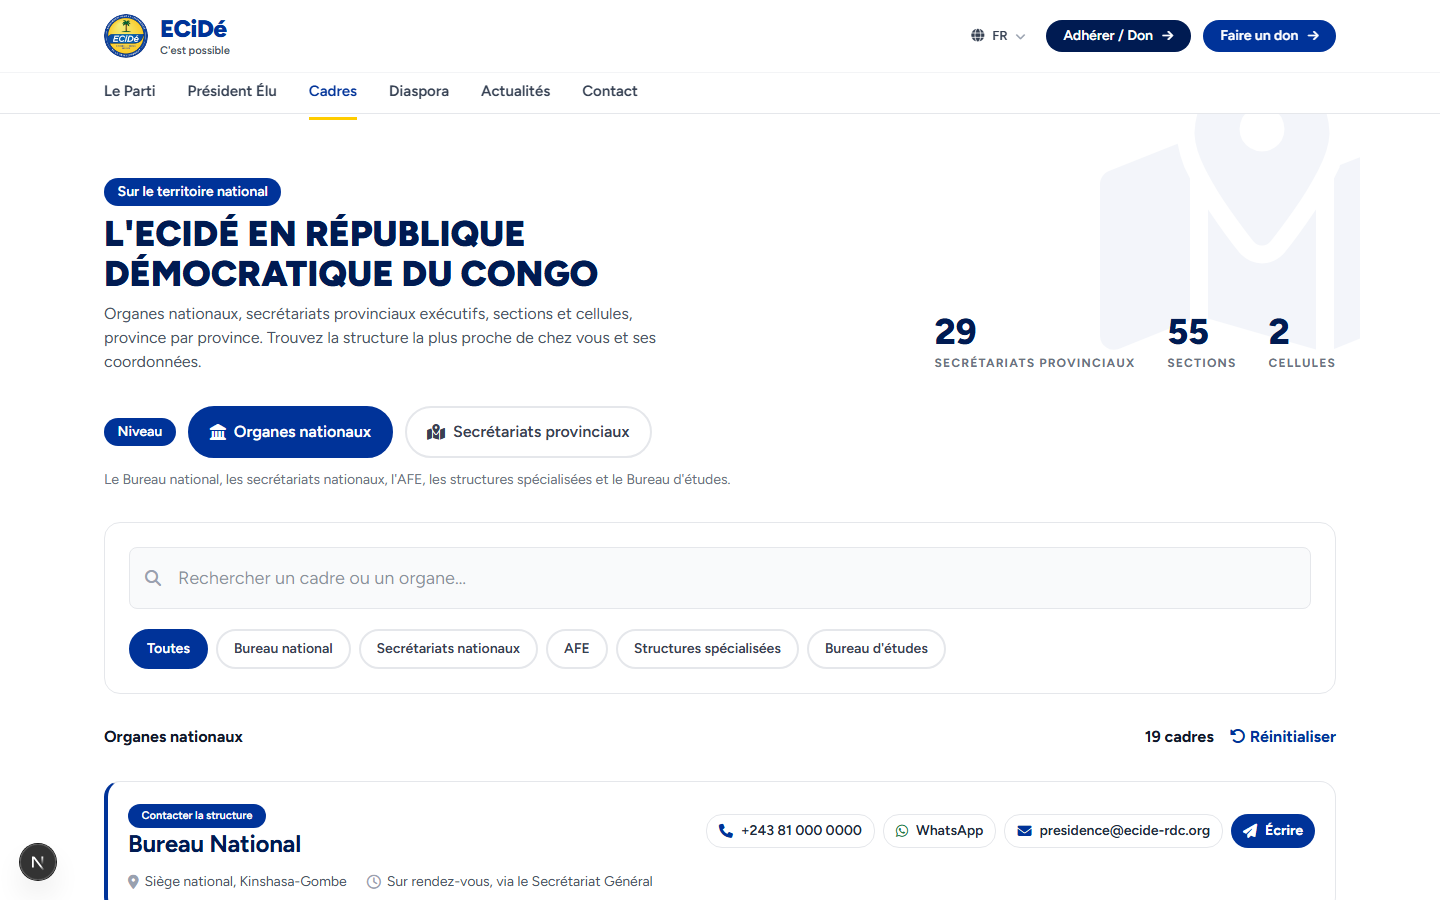 ECiDé
ECiDé
C'est possible
FR
Adhérer / Don
Faire un don
Le Parti
Président Élu
Cadres
Diaspora
Actualités
Contact
Sur le territoire national
L'ECIDÉ EN RÉPUBLIQUE
DÉMOCRATIQUE DU CONGO
Organes nationaux, secrétariats provinciaux exécutifs, sections et cellules,
province par province. Trouvez la structure la plus proche de chez vous et ses
coordonnées.
29
SECRÉTARIATS PROVINCIAUX
55
SECTIONS
2
CELLULES
Niveau
Organes nationaux
Secrétariats provinciaux
Le Bureau national, les secrétariats nationaux, l'AFE, les structures spécialisées et le Bureau d'études.
Rechercher un cadre ou un organe...
Toutes
Bureau national
Secrétariats nationaux
AFE
Structures spécialisées
Bureau d'études
Organes nationaux
19 cadres
Réinitialiser
Contacter la structure
Bureau National
+243 81 000 0000
WhatsApp
presidence@ecide-rdc.org
Écrire
Siège national, Kinshasa-Gombe
Sur rendez-vous, via le Secrétariat Général
N